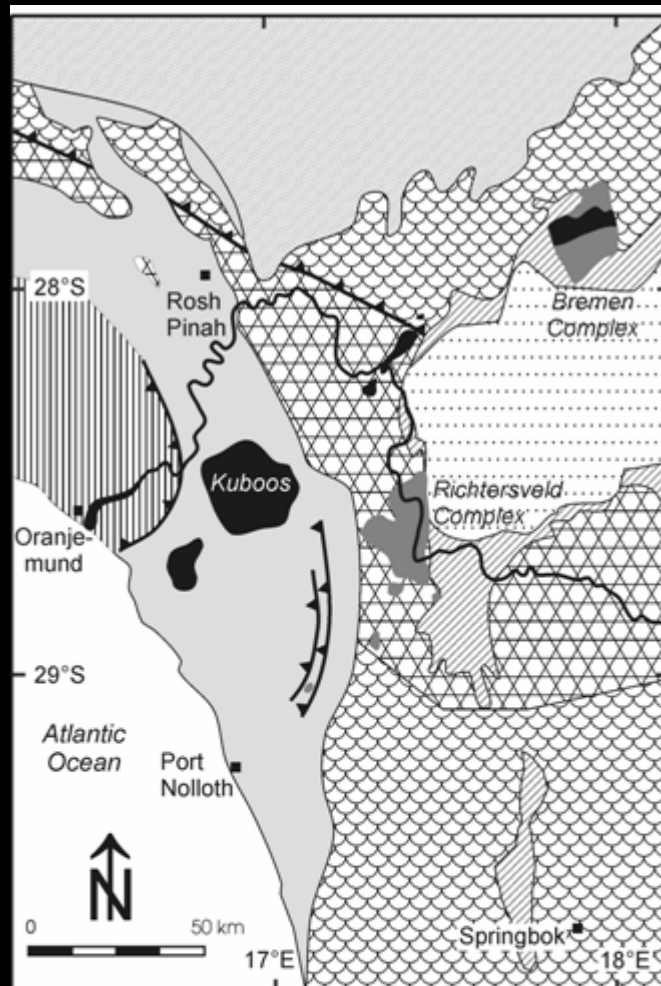 28°S
Rosh
Pinah
Bremen
Complex
Kuboos
Richtersveld
Complex
Oranje-
mund
29°S
Atlantic
Ocean
Port
Nolloth
N
0 50 km
Springbok
17°E 18°E